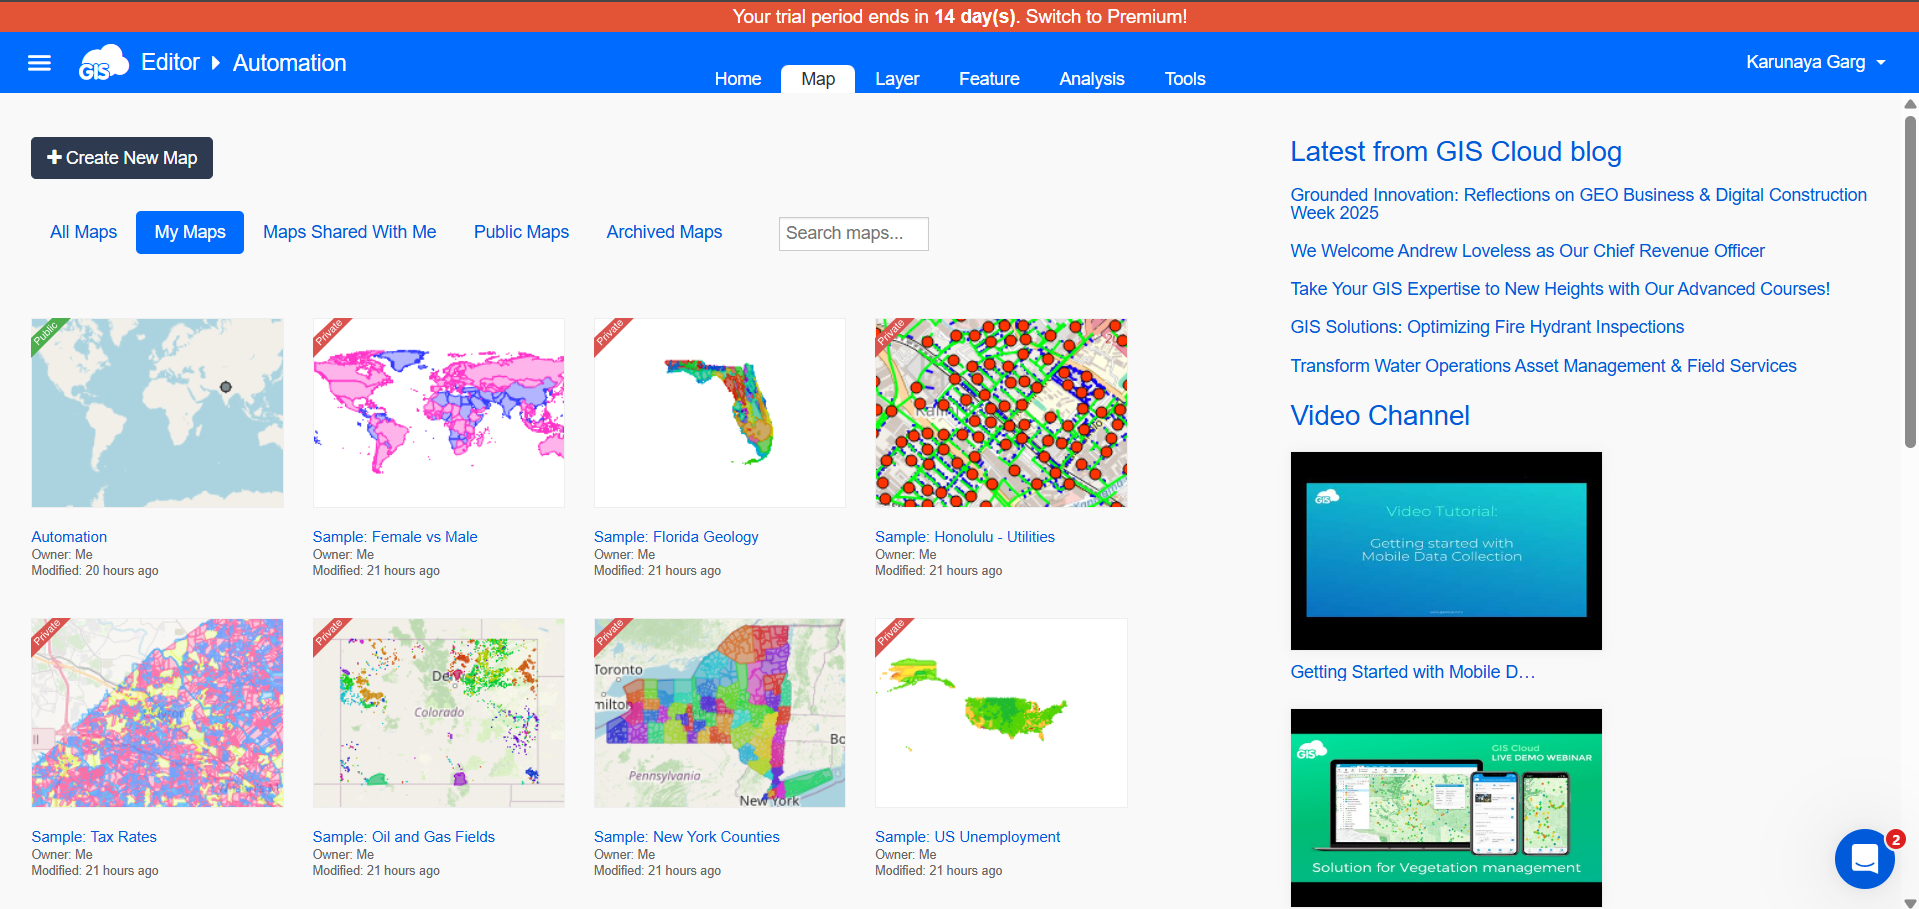 Your trial period ends in 14 day(s). Switch to Premium!
GIS
Editor
Automation
Home
Map
Layer
Feature
Analysis
Tools
Karunaya Garg
Create New Map
All Maps
My Maps
Maps Shared With Me
Public Maps
Archived Maps
Search maps...
Public
Private
Private
Private
Automation
Owner: Me
Modified: 20 hours ago
Sample: Female vs Male
Owner: Me
Modified: 21 hours ago
Sample: Florida Geology
Owner: Me
Modified: 21 hours ago
Sample: Honolulu - Utilities
Owner: Me
Modified: 21 hours ago
Private
Private
De
Colorado
Private
Toronto
milton
Pennsylvania
New York
Bo
Private
Sample: Tax Rates
Owner: Me
Modified: 21 hours ago
Sample: Oil and Gas Fields
Owner: Me
Modified: 21 hours ago
Sample: New York Counties
Owner: Me
Modified: 21 hours ago
Sample: US Unemployment
Owner: Me
Modified: 21 hours ago
Latest from GIS Cloud blog
Grounded Innovation: Reflections on GEO Business & Digital Construction
Week 2025
We Welcome Andrew Loveless as Our Chief Revenue Officer
Take Your GIS Expertise to New Heights with Our Advanced Courses!
GIS Solutions: Optimizing Fire Hydrant Inspections
Transform Water Operations Asset Management & Field Services
Video Channel
GIS
Video Tutorial:
Getting started with
Mobile Data Collection
Getting Started with Mobile D…
GIS
GIS Cloud
LIVE DEMO WEBINAR
Solution for Vegetation management
2